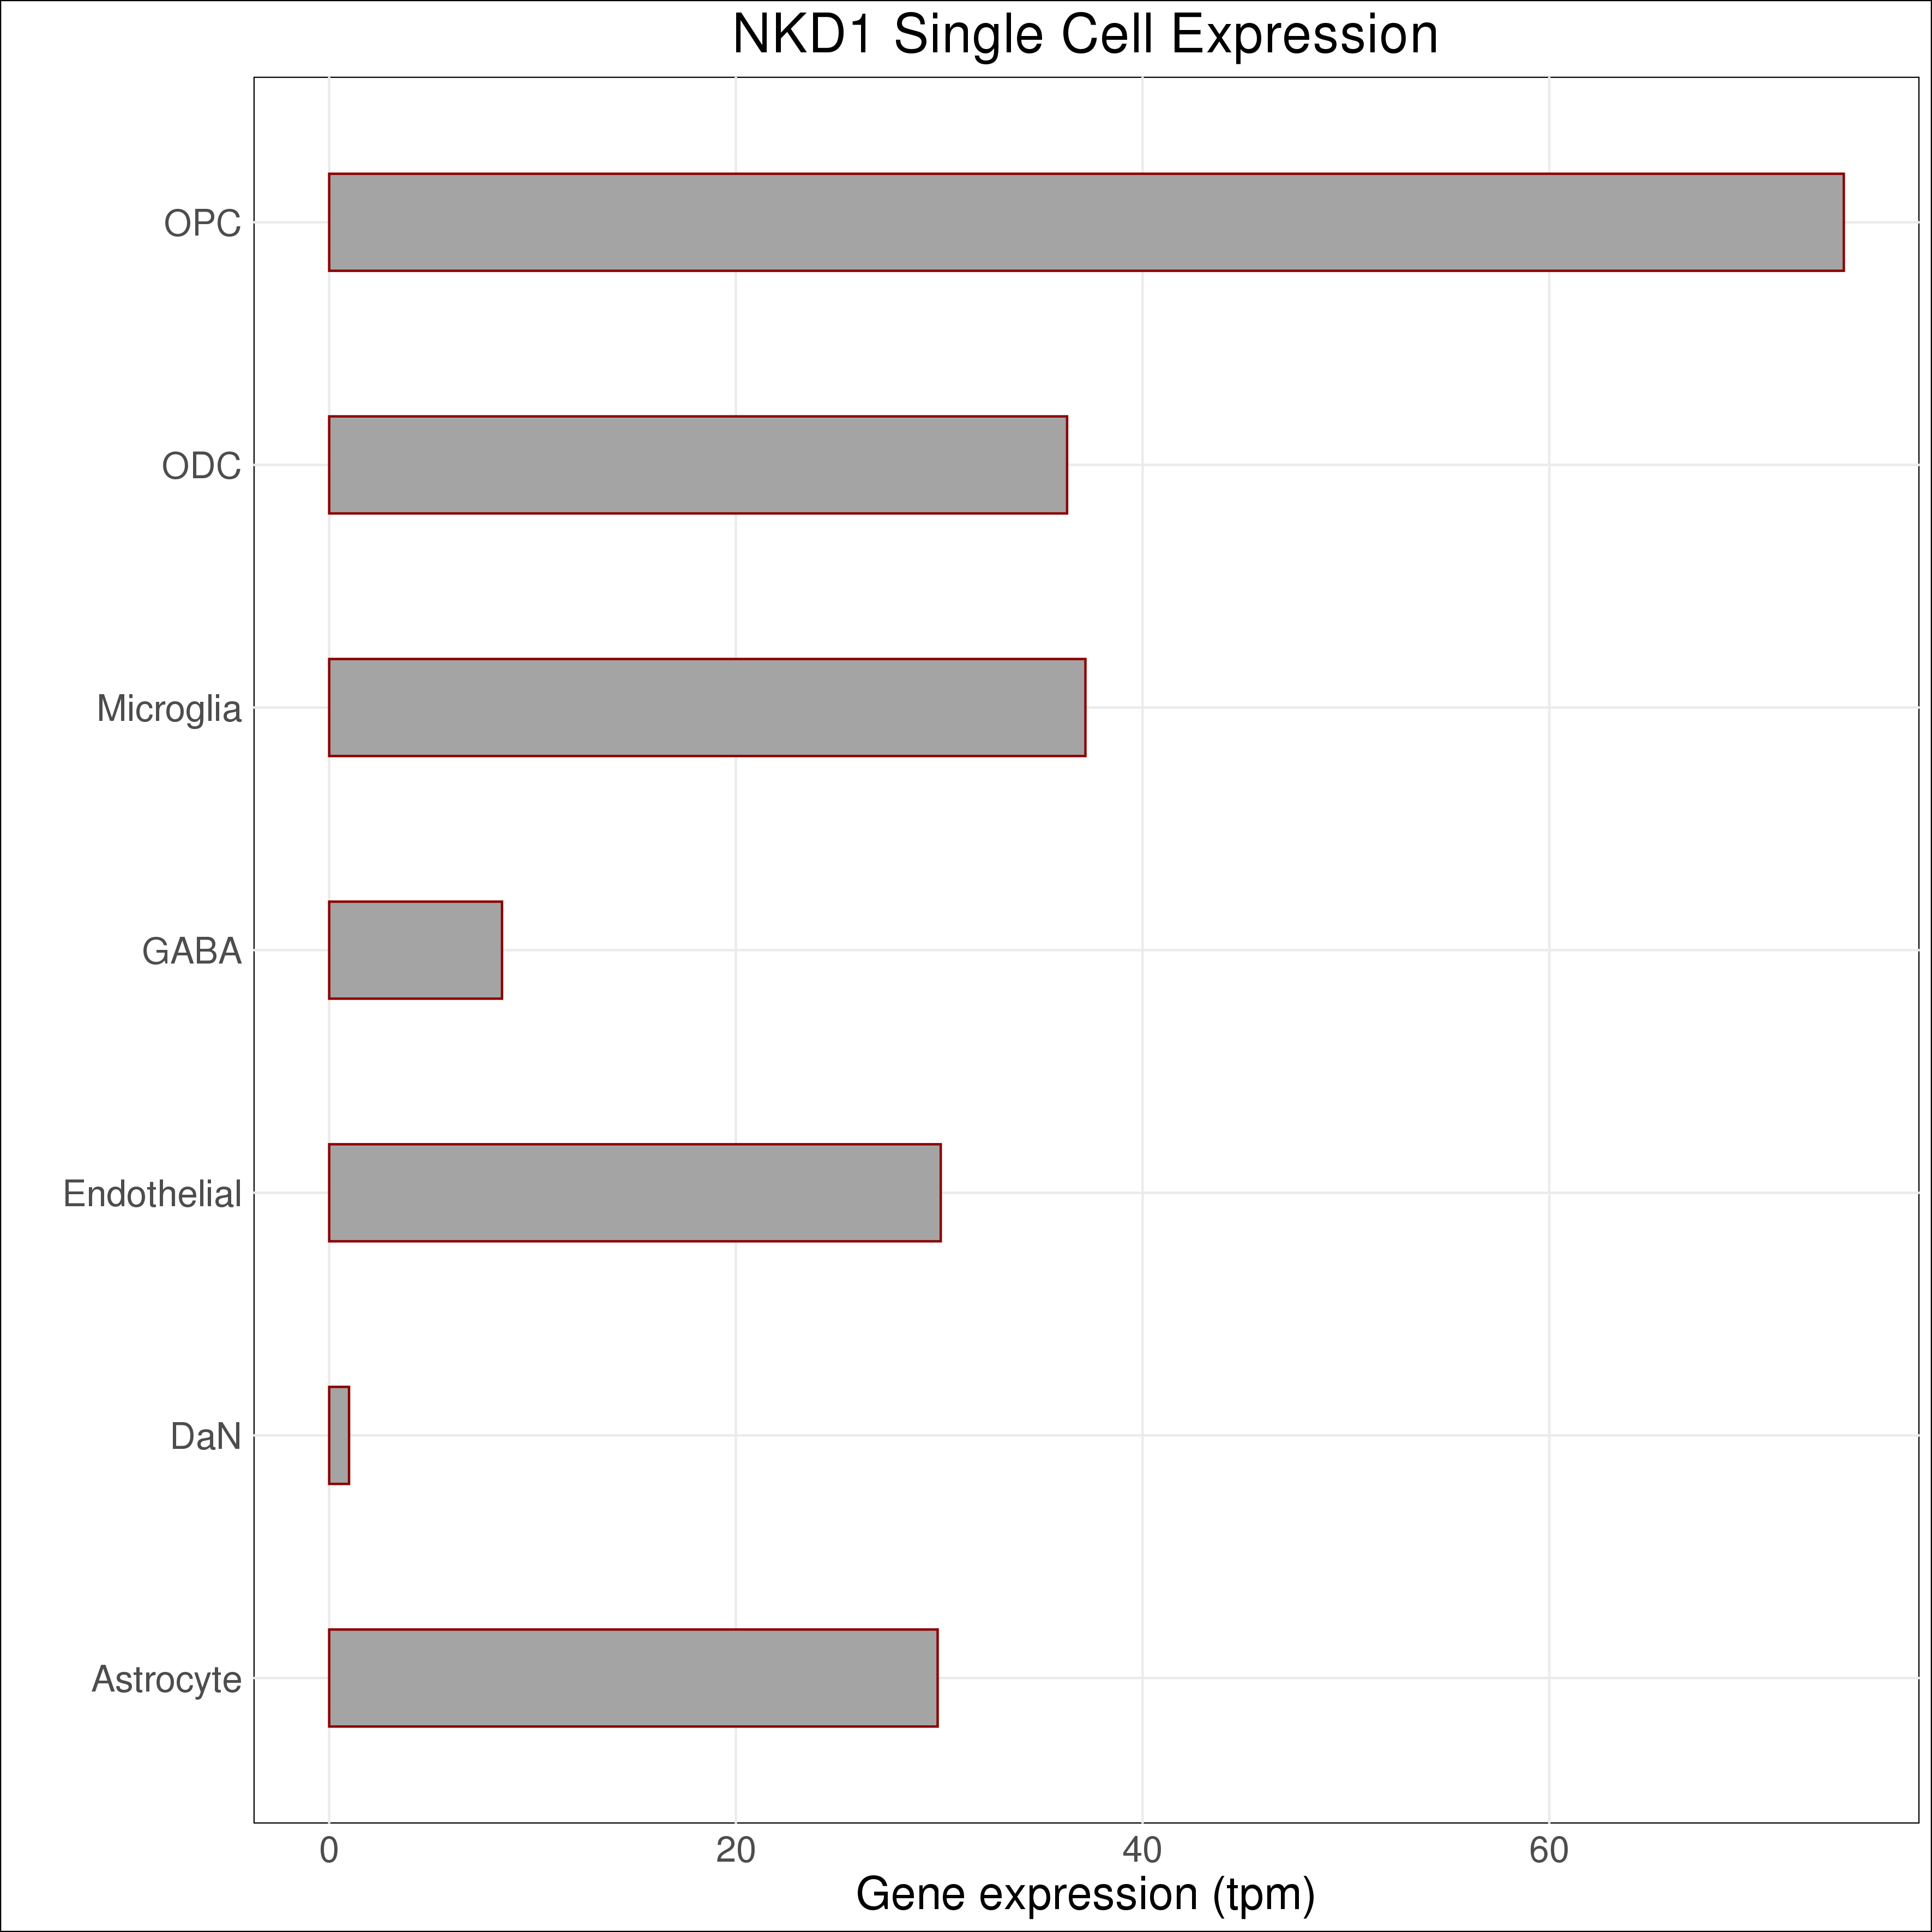 NKD1 Single Cell Expression
OPC
ODC
Microglia
GABA
Endothelial
DaN
Astrocyte
0 20 40 60
Gene expression (tpm)